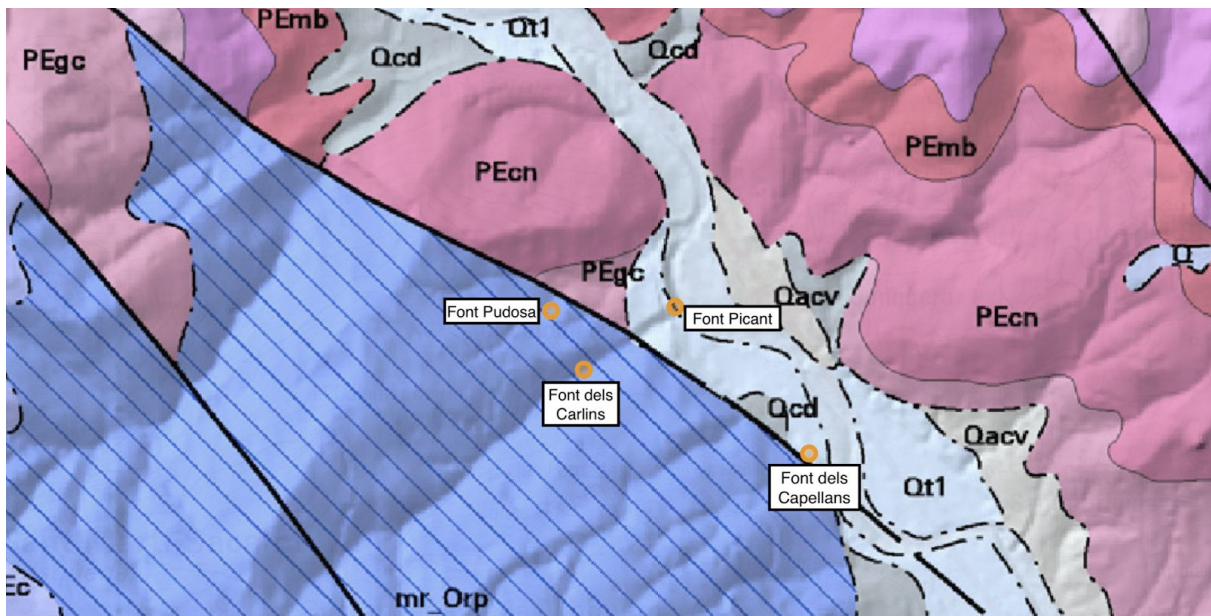 PEmb
Qt1
PEgc
Qcd
Qcd
PEmb
PEcn
Q
PEgc
Qacv
Font Pudosa
Font Picant
PEcn
Font dels
Carlins
Qcd
Qacv
Font dels
Capellans
Qt1
Ec
mr_Orp